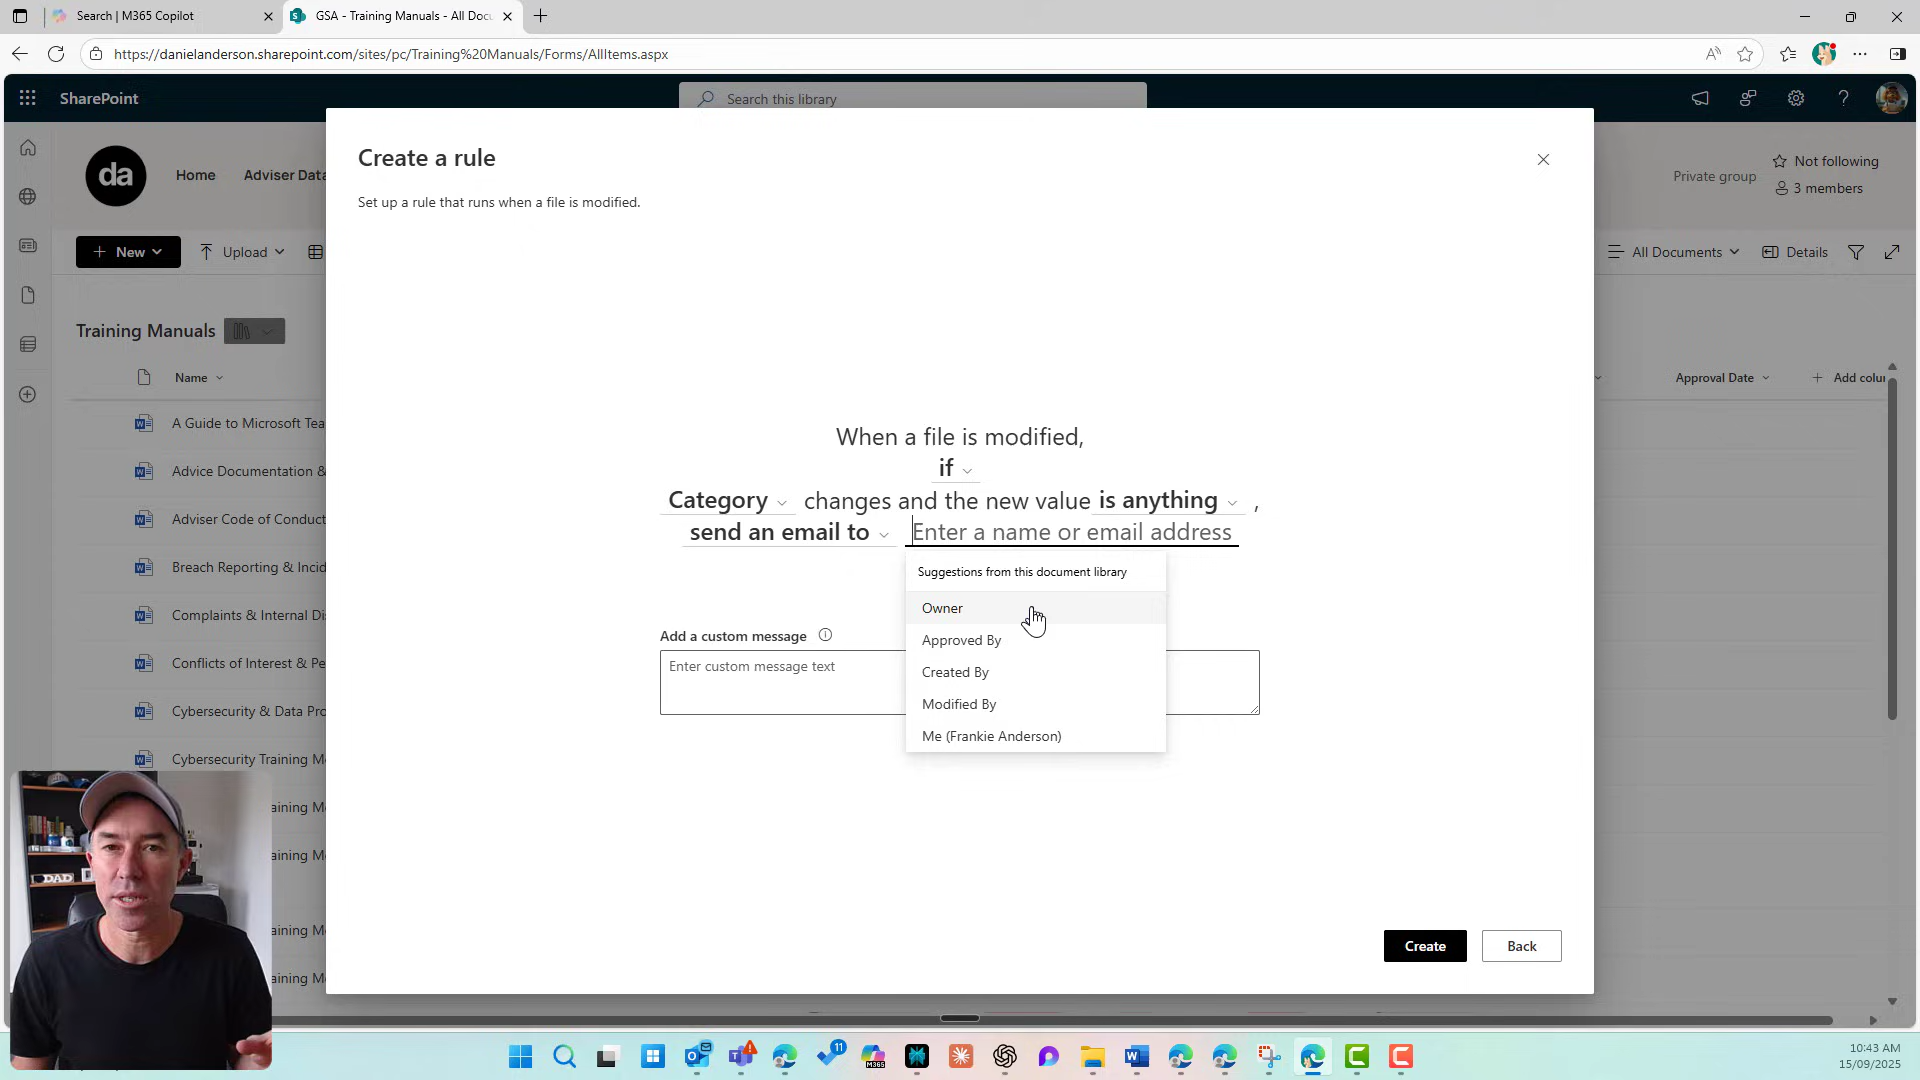 Search | M365 Copilot
GSA - Training Manuals - All Doc
https://danielanderson.sharepoint.com/sites/pc/Training%20Manuals/Forms/AllItems.aspx
SharePoint
Search this library
da
Home
Adviser Data
Private group
Not following
3 members
New
Upload
All Documents
Details
Training Manuals
Name
Approval Date
Add colu
A Guide to Microsoft Tea
Advice Documentation &
Adviser Code of Conduct
Breach Reporting & Incid
Complaints & Internal Di
Conflicts of Interest & Pe
Cybersecurity & Data Pro
Cybersecurity Training M
aining M
aining M
aining M
aining M
Create a rule
Set up a rule that runs when a file is modified.
When a file is modified,
if
Category changes and the new value is anything ,
send an email to Enter a name or email address
Suggestions from this document library
Owner
Approved By
Created By
Modified By
Me (Frankie Anderson)
Add a custom message
Enter custom message text
Create
Back
DAD
11
M365
10:43 AM
15/09/2025